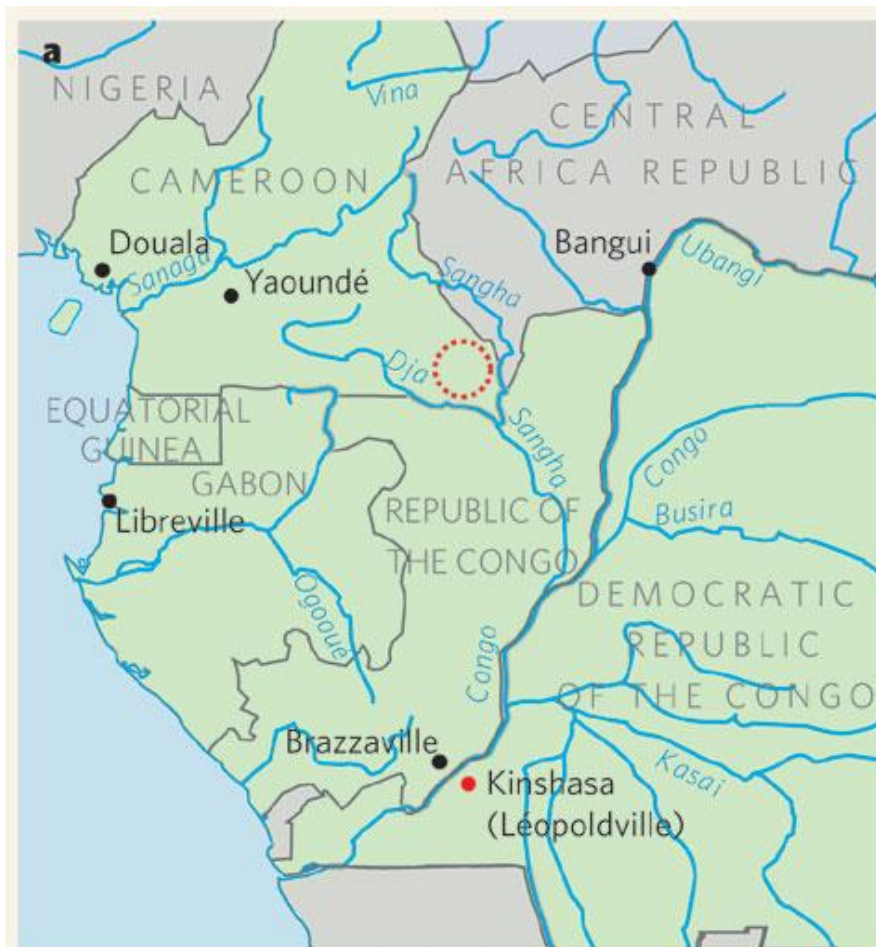 a
NIGERIA
Vina
CENTRAL
AFRICA REPUBLIC
CAMEROON
Douala
Sanaga
Yaoundé
Sangha
Bangui
Ubangi
Dja
Sangha
EQUATORIAL
GUINEA
GABON
Libreville
REPUBLIC OF
THE CONGO
Congo
Busira
DEMOCRATIC
REPUBLIC
OF THE CONGO
Ogooué
Congo
Brazzaville
Kinshasa
(Léopoldville)
Kasai